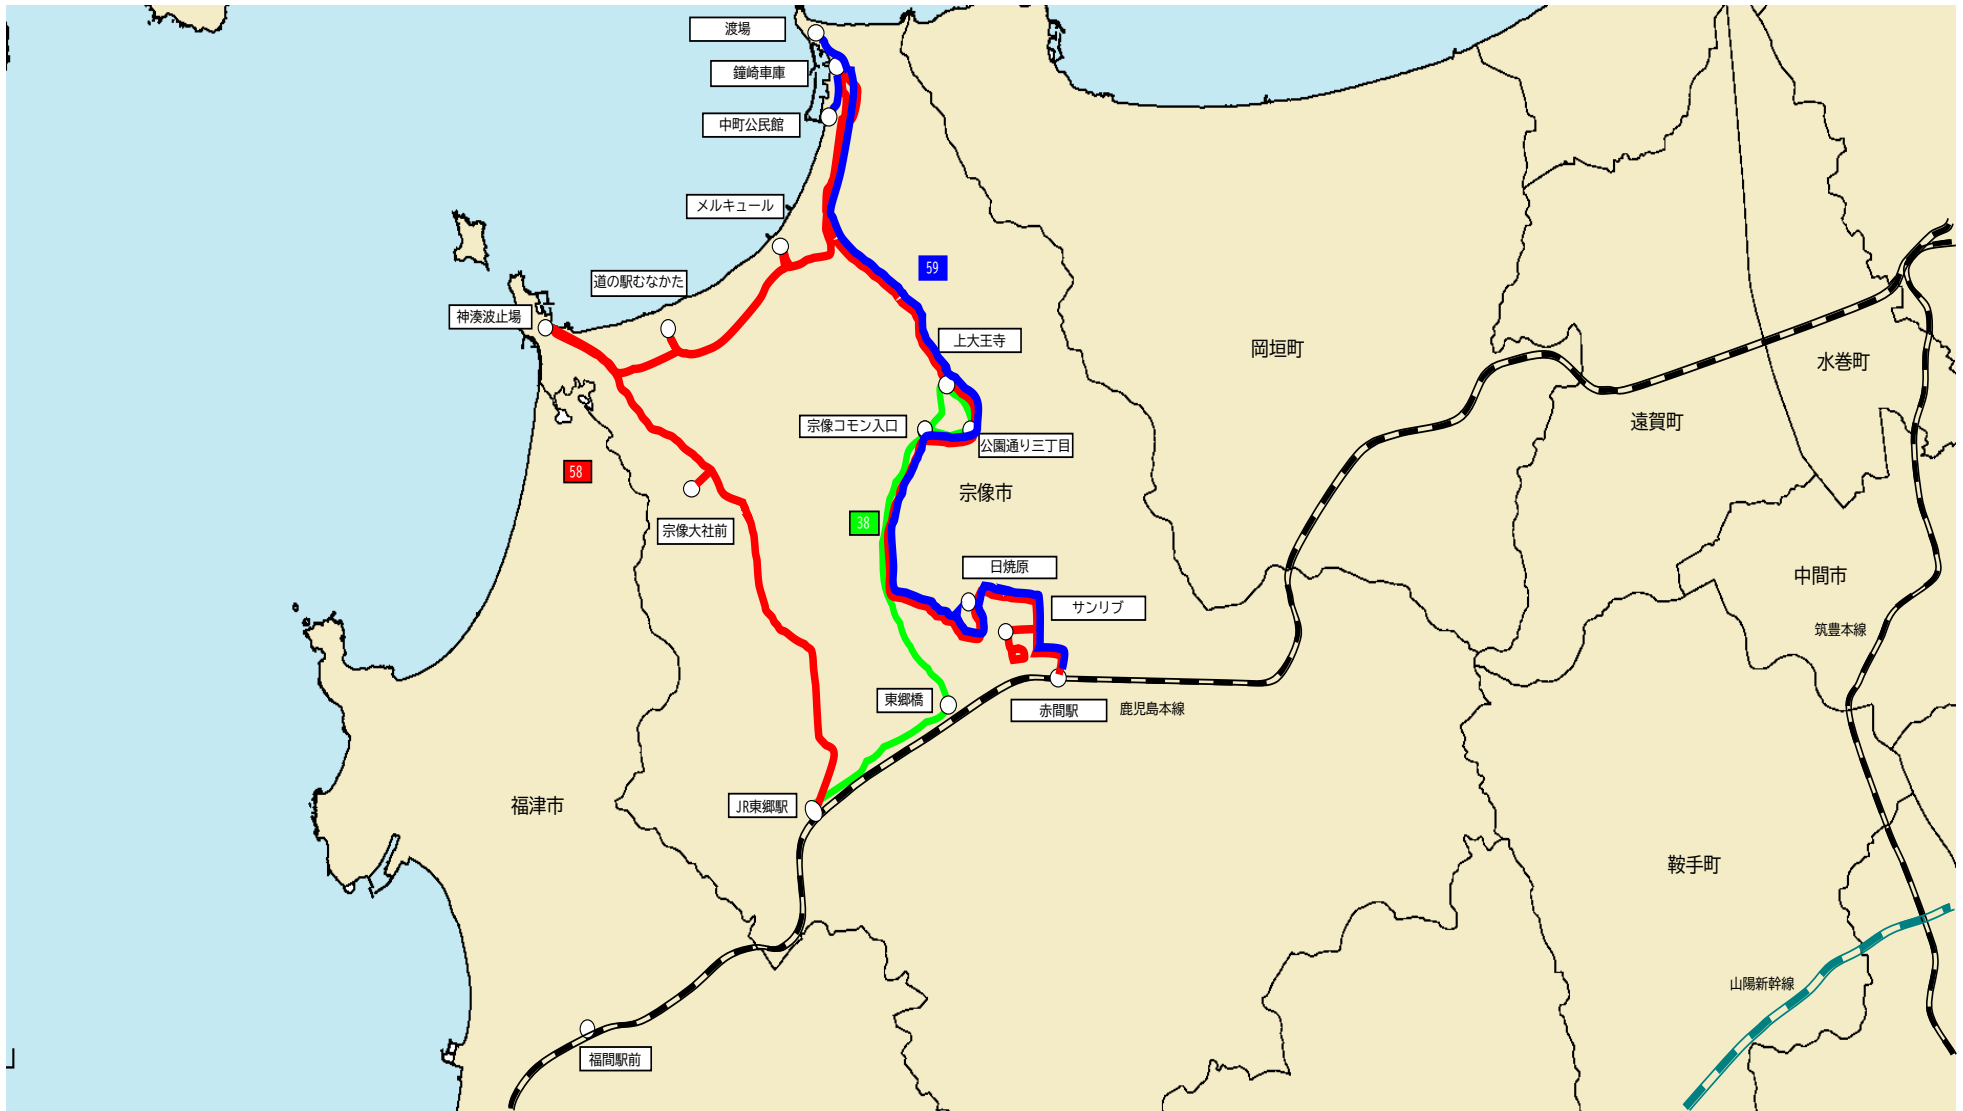 渡場
鐘崎車庫
中町公民館
メルキュール
道の駅むなかた
神湊波止場
59
上大王寺
岡垣町
水巻町
遠賀町
宗像コモン入口
公園通り三丁目
58
宗像市
宗像大社前
38
日焼原
中間市
サンリブ
筑豊本線
東郷橋
赤間駅
鹿児島本線
JR東郷駅
福津市
鞍手町
山陽新幹線
福間駅前